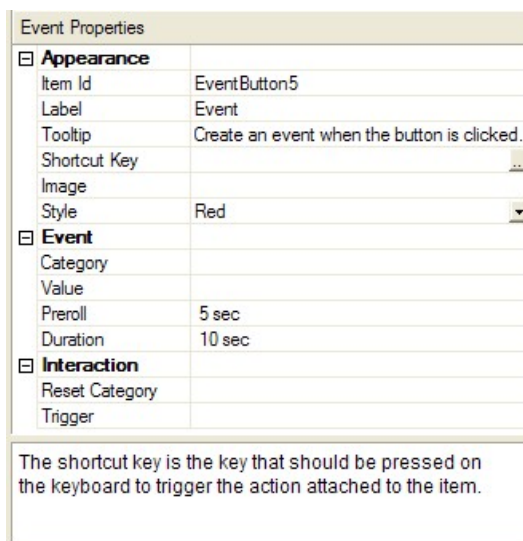 Event Properties
Appearance
Item Id EventButton5
Label Event
Tooltip Create an event when the button is clicked.
Shortcut Key ...
Image
Style Red
Event
Category
Value
Preroll 5 sec
Duration 10 sec
Interaction
Reset Category
Trigger
The shortcut key is the key that should be pressed on
the keyboard to trigger the action attached to the item.